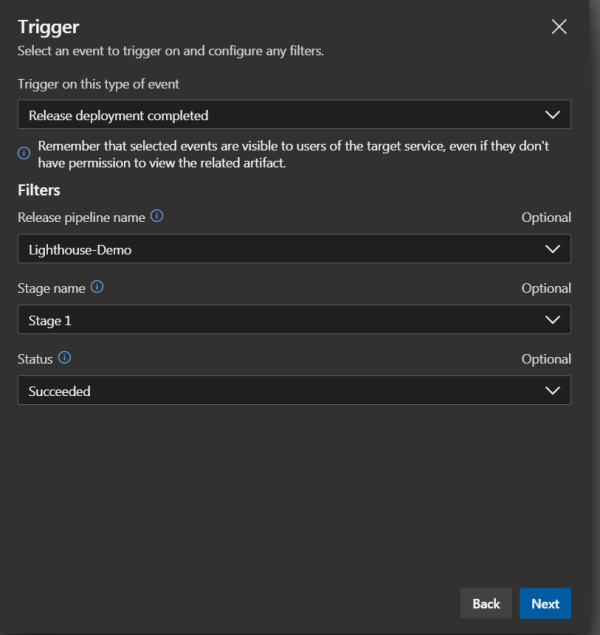 Trigger
Select an event to trigger on and configure any filters.
Trigger on this type of event
Release deployment completed
Remember that selected events are visible to users of the target service, even if they don't
have permission to view the related artifact.
Filters
Release pipeline name Optional
Lighthouse-Demo
Stage name Optional
Stage 1
Status Optional
Succeeded
Back Next